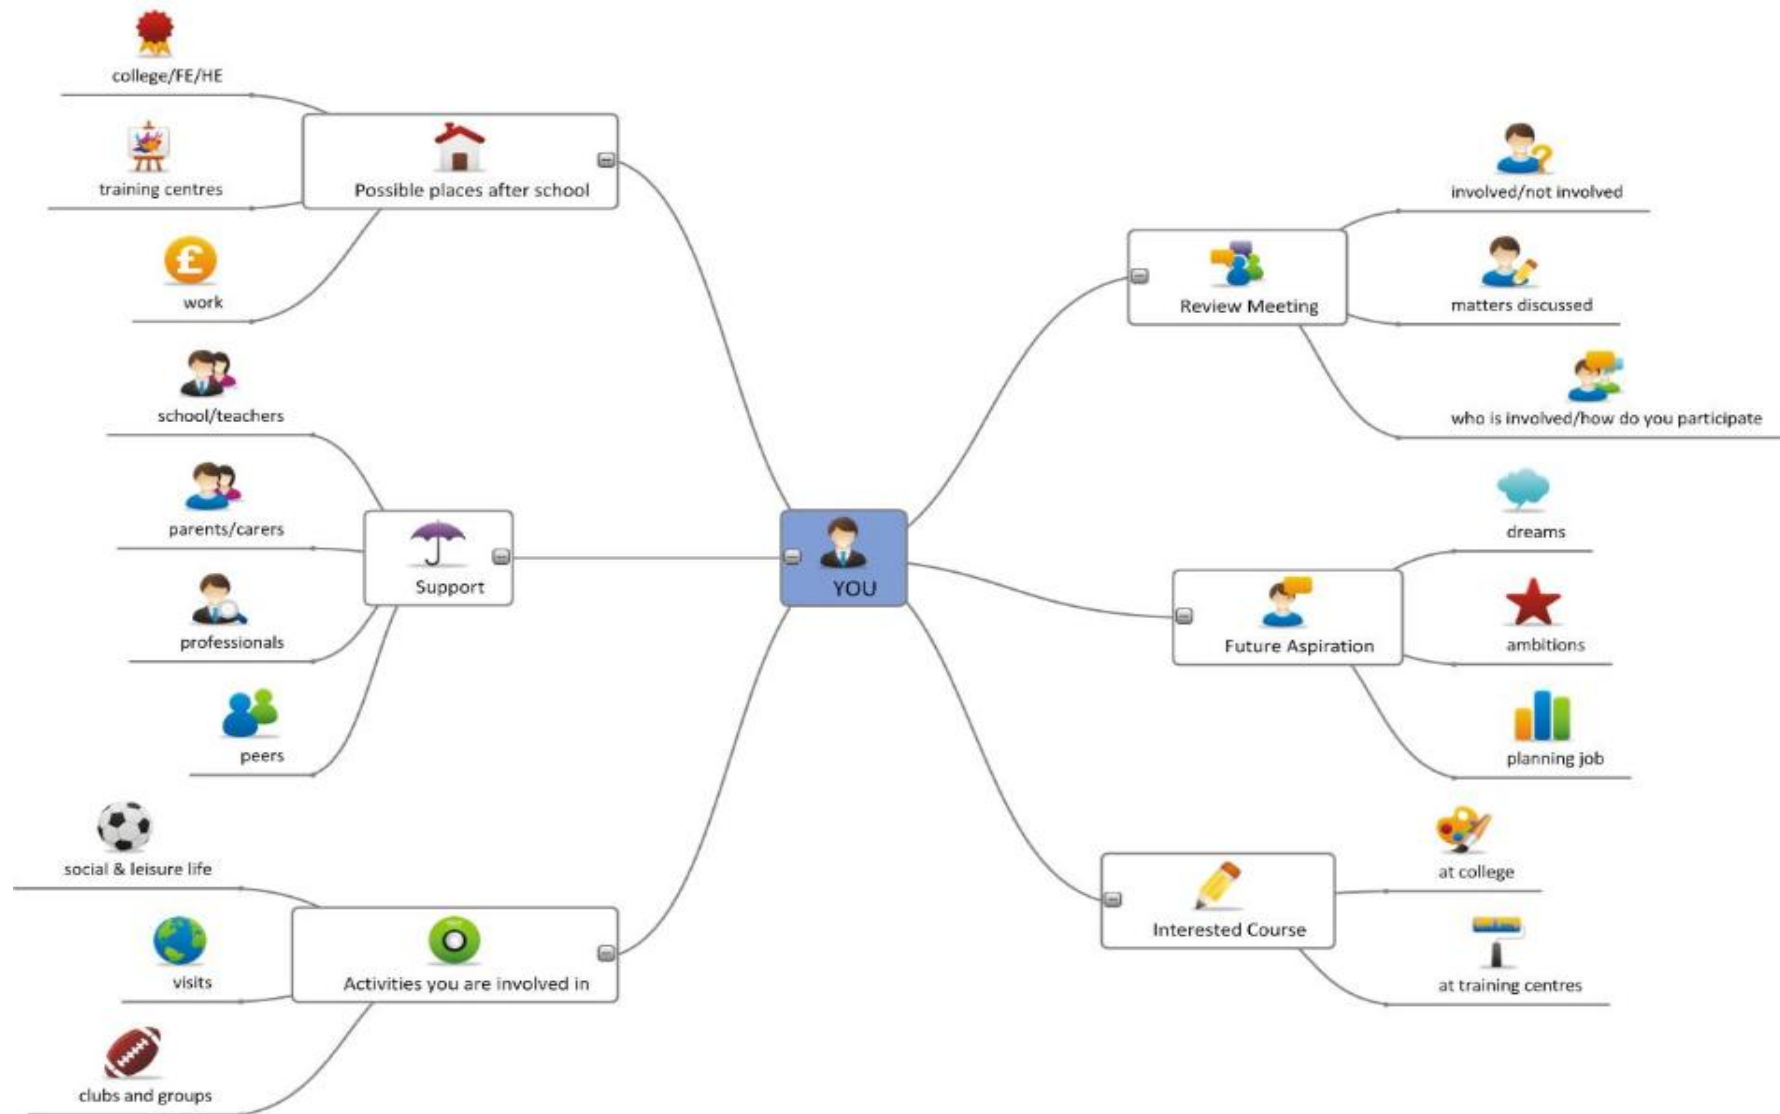 college/FE/HE
training centres
Possible places after school
£
work
school/teachers
parents/carers
Support
professionals
peers
social & leisure life
visits
Activities you are involved in
clubs and groups
YOU
involved/not involved
Review Meeting
matters discussed
who is involved/how do you participate
dreams
Future Aspiration
ambitions
planning job
at college
Interested Course
at training centres